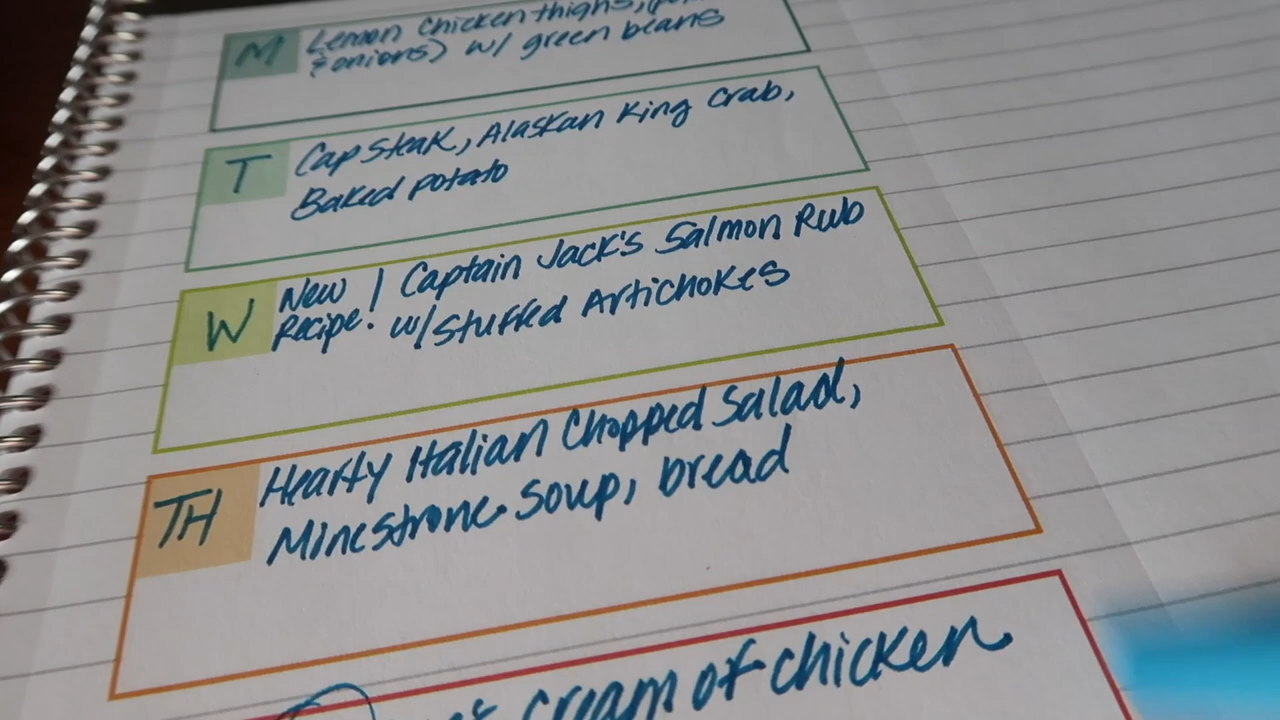 M
Lemon Chicken thighs,
& onions) w/ green beans
T
Cap Steak, Alaskan King Crab,
Baked potato
W
New Recipe! Captain Jack's Salmon Rub
w/ Stuffed Artichokes
TH
Hearty Italian Chopped Salad,
Minestrone Soup, bread
cream of chicken